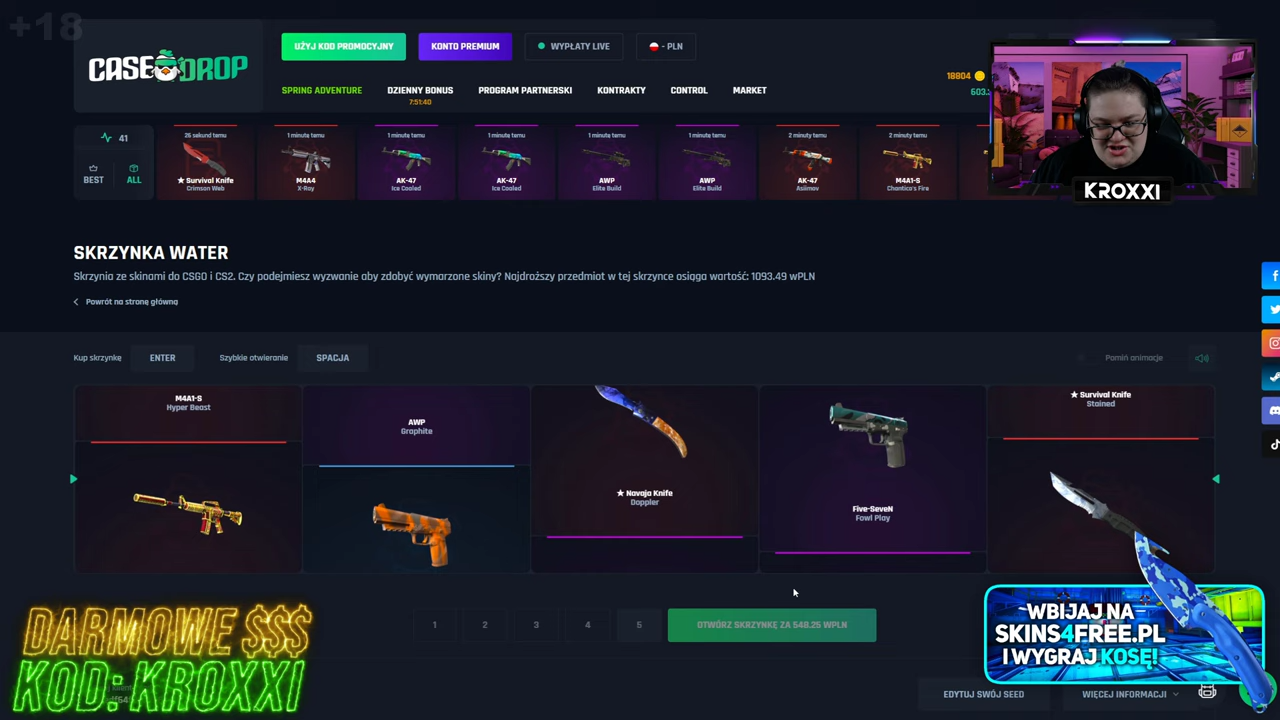 +18
CASEDROP
UŻYJ KOD PROMOCYJNY
KONTO PREMIUM
WYPŁATY LIVE
- PLN
18804
603.
SPRING ADVENTURE
DZIENNY BONUS
7:51:40
PROGRAM PARTNERSKI
KONTRAKTY
CONTROL
MARKET
KROXXI
41
BEST
ALL
26 sekund temu
★ Survival Knife
Crimson Web
1 minutę temu
M4A4
X-Ray
1 minutę temu
AK-47
Ice Coaled
1 minutę temu
AK-47
Ice Coaled
1 minutę temu
AWP
Elite Build
1 minutę temu
AWP
Elite Build
2 minuty temu
AK-47
Asiimov
2 minuty temu
M4A1-S
Chantico's Fire
SKRZYNKA WATER
Skrzynia ze skinami do CSGO i CS2. Czy podejmiesz wyzwanie aby zdobyć wymarzone skiny? Najdroższy przedmiot w tej skrzynce osiąga wartość: 1093.49 wPLN
Powrót na stronę główną
Kup skrzynkę
ENTER
Szybkie otwieranie
SPACJA
Pomiń animacje
M4A1-S
Hyper Beast
AWP
Graphite
★ Navaja Knife
Doppler
Five-SeveN
Fowl Play
★ Survival Knife
Stained
1
2
3
4
5
OTWÓRZ SKRZYNKĘ ZA 548.25 WPLN
DARMOWE $$$
KOD: KROXXI
WBIJAJ NA
SKINS4FREE.PL
I WYGRAJ KOSĘ!
EDYTUJ SWÓJ SEED
WIĘCEJ INFORMACJI